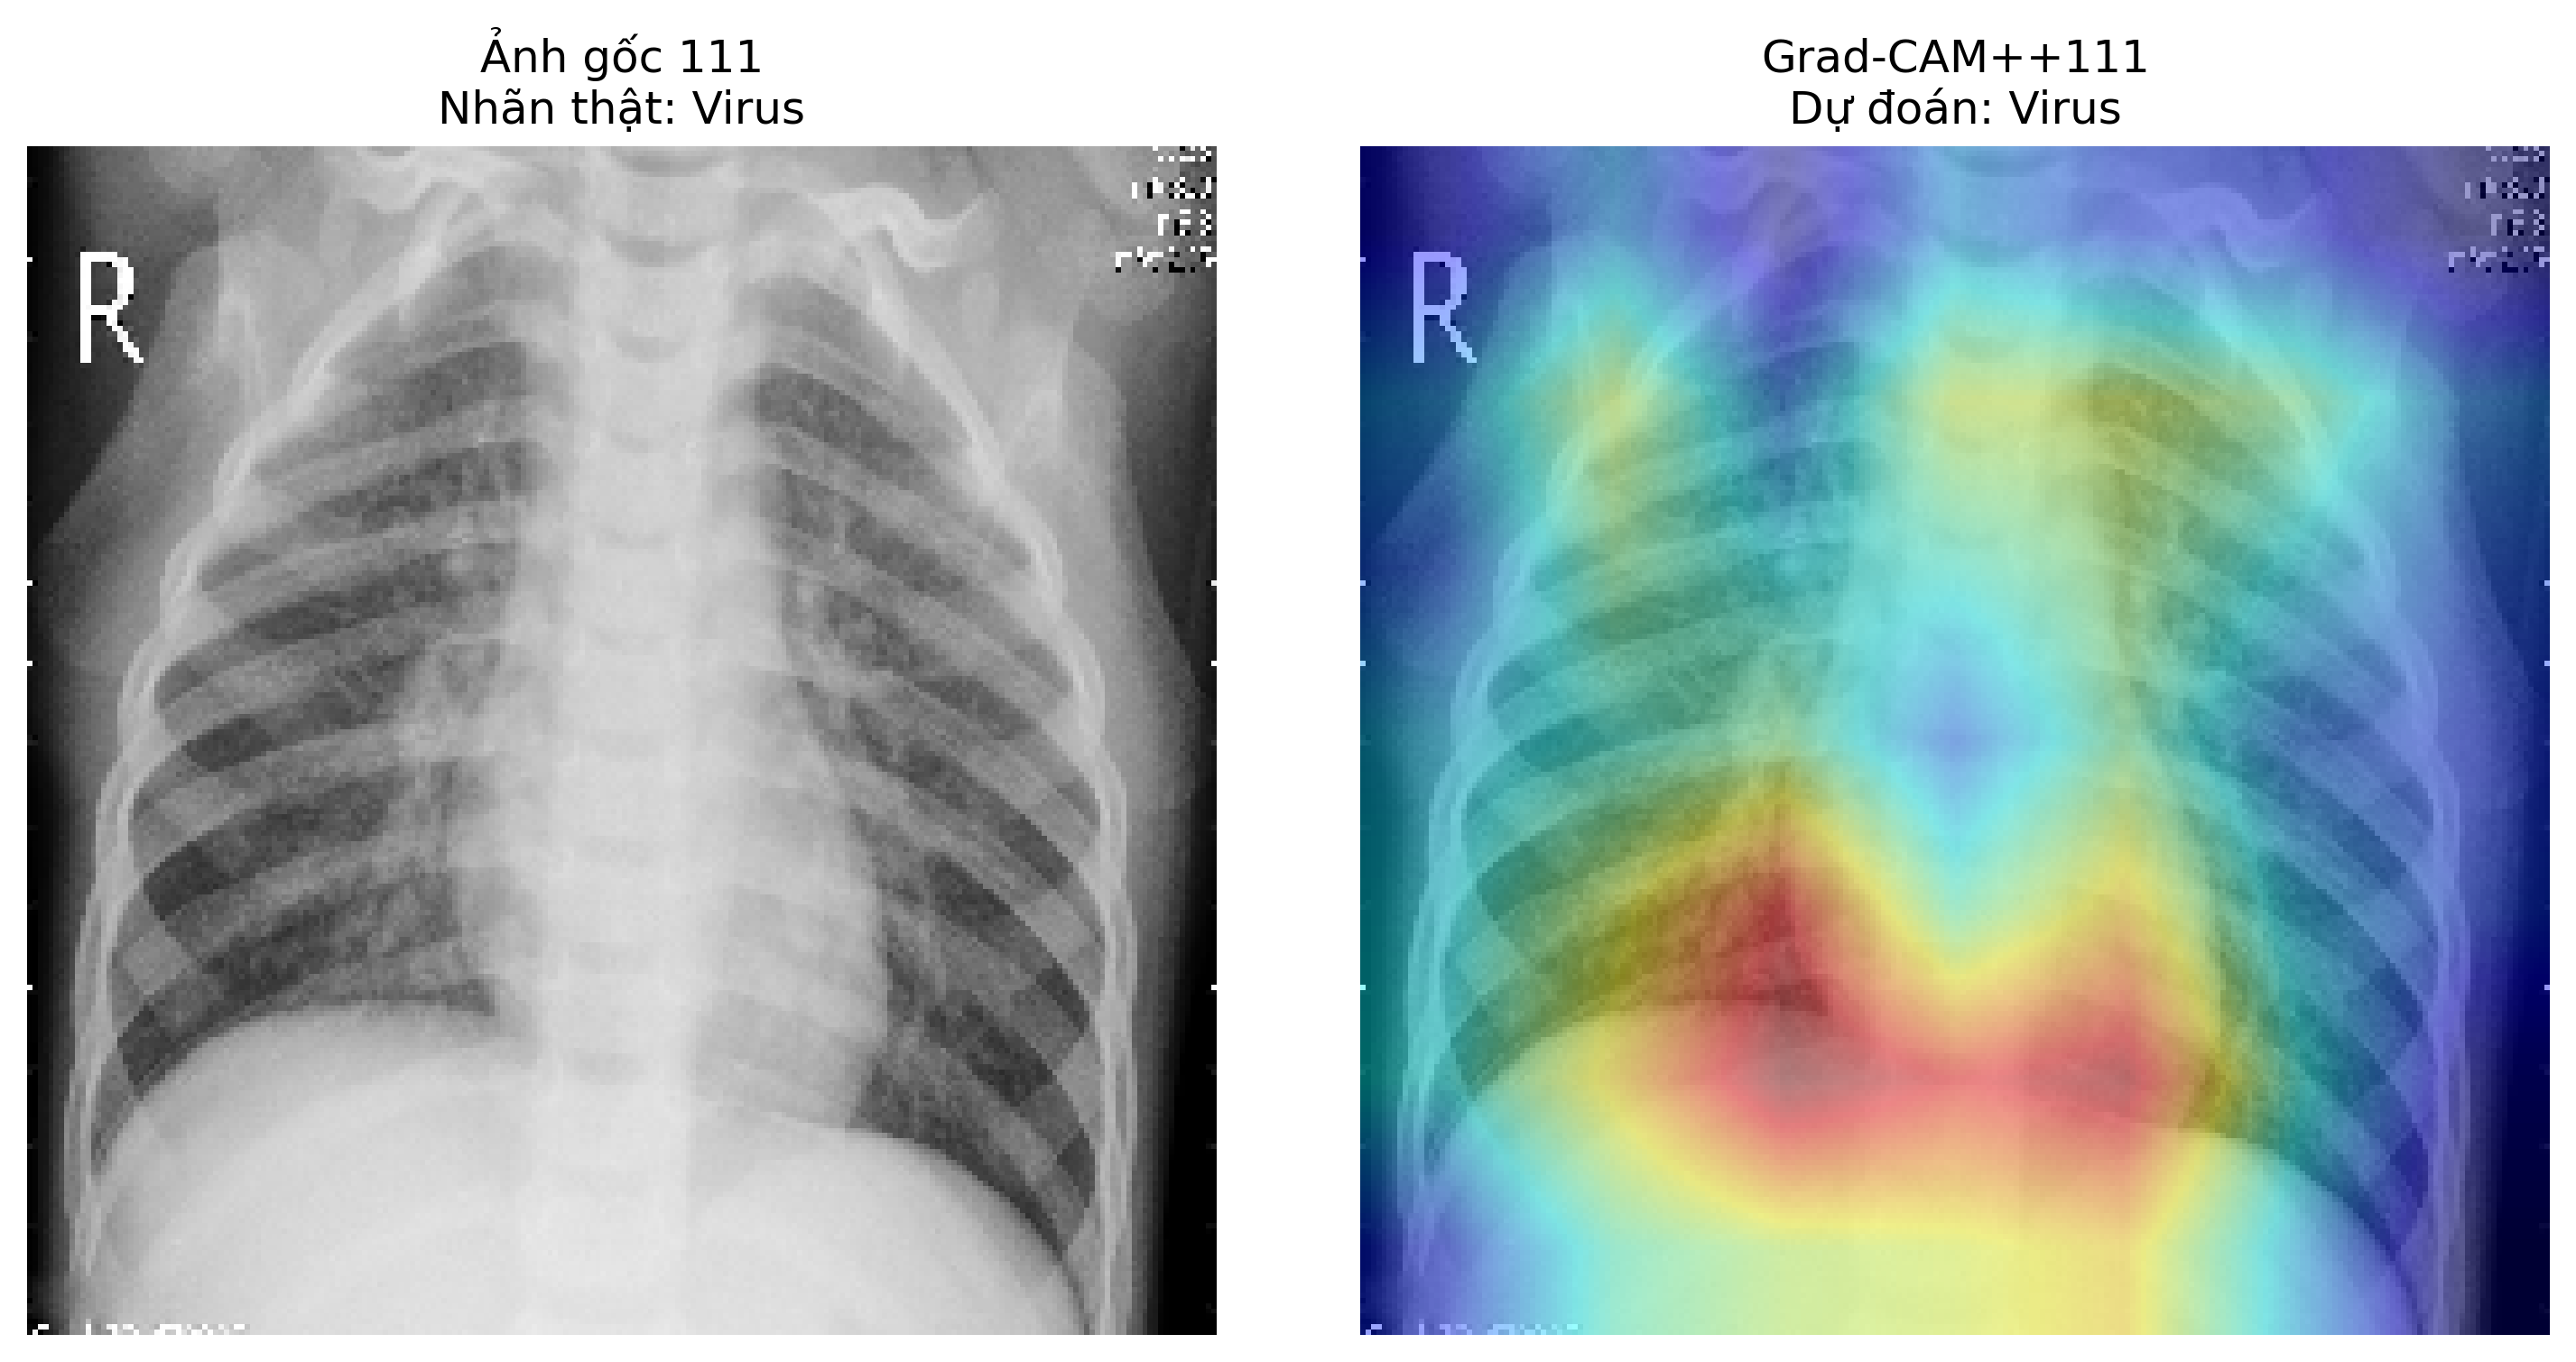 Ảnh gốc 111
Nhãn thật: Virus
Grad-CAM++111
Dự đoán: Virus
R
R